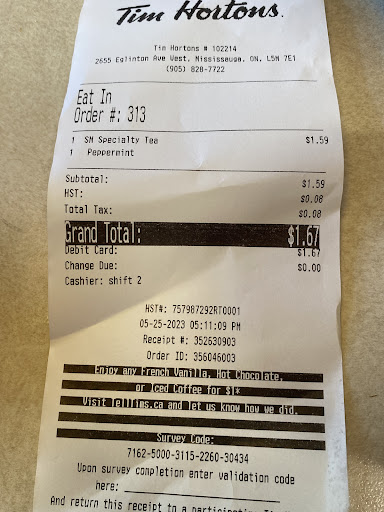 Tim Hortons.
Tim Hortons # 102214
2655 Eglinton Ave West, Mississauga, ON, L5N 7E1
(905) 828-7722
Eat In
Order #: 313
1 SM Specialty Tea $1.59
1 Peppermint
Subtotal: $1.59
HST: $0.08
Total Tax: $0.08
Grand Total: $1.67
Debit Card: $1.67
Change Due: $0.00
Cashier: shift 2
HST#: 757987292RT0001
05-25-2023 05:11:09 PM
Receipt #: 352630903
Order ID: 356046003
Enjoy any French Vanilla, Hot Chocolate,
or Iced Coffee for $1*
Visit TellTims.ca and let us know how we did.
Survey Code:
7162-5000-3115-2260-30434
Upon survey completion enter validation code
here:
And return this receipt to a participating